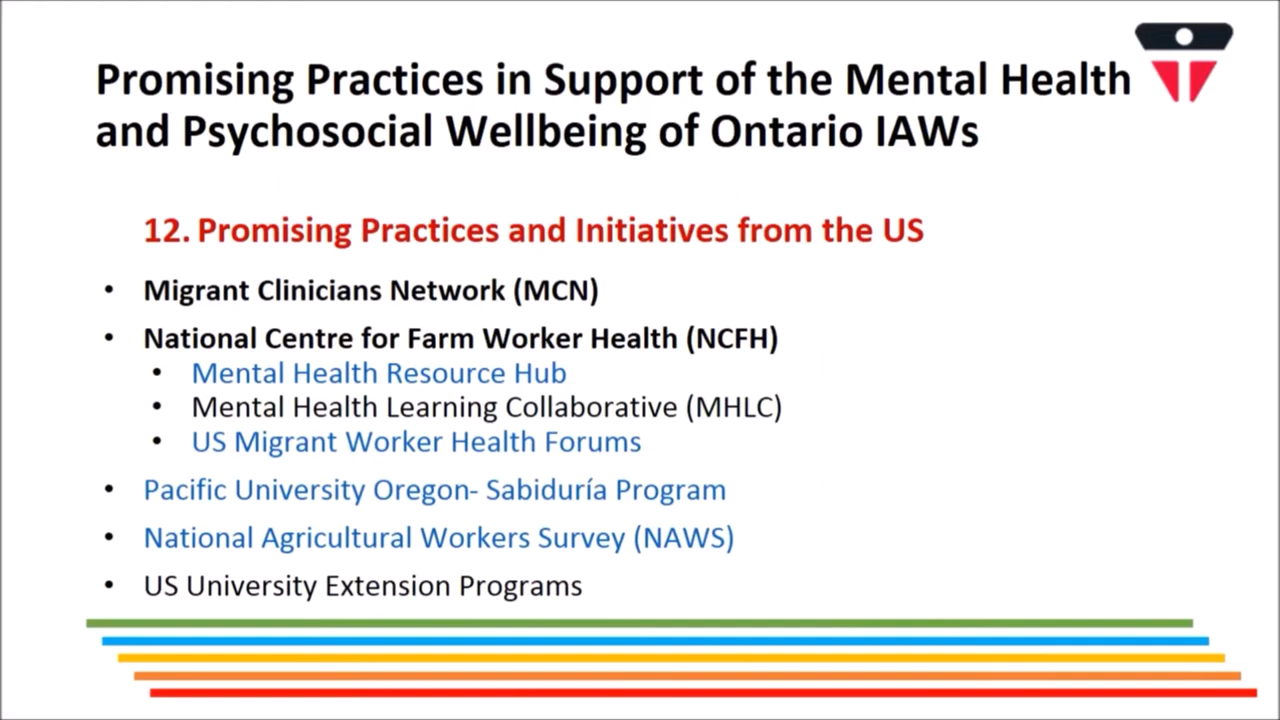 Promising Practices in Support of the Mental Health
and Psychosocial Wellbeing of Ontario IAWs
12. Promising Practices and Initiatives from the US
• Migrant Clinicians Network (MCN)
• National Centre for Farm Worker Health (NCFH)
• Mental Health Resource Hub
• Mental Health Learning Collaborative (MHLC)
• US Migrant Worker Health Forums
• Pacific University Oregon- Sabiduría Program
• National Agricultural Workers Survey (NAWS)
• US University Extension Programs